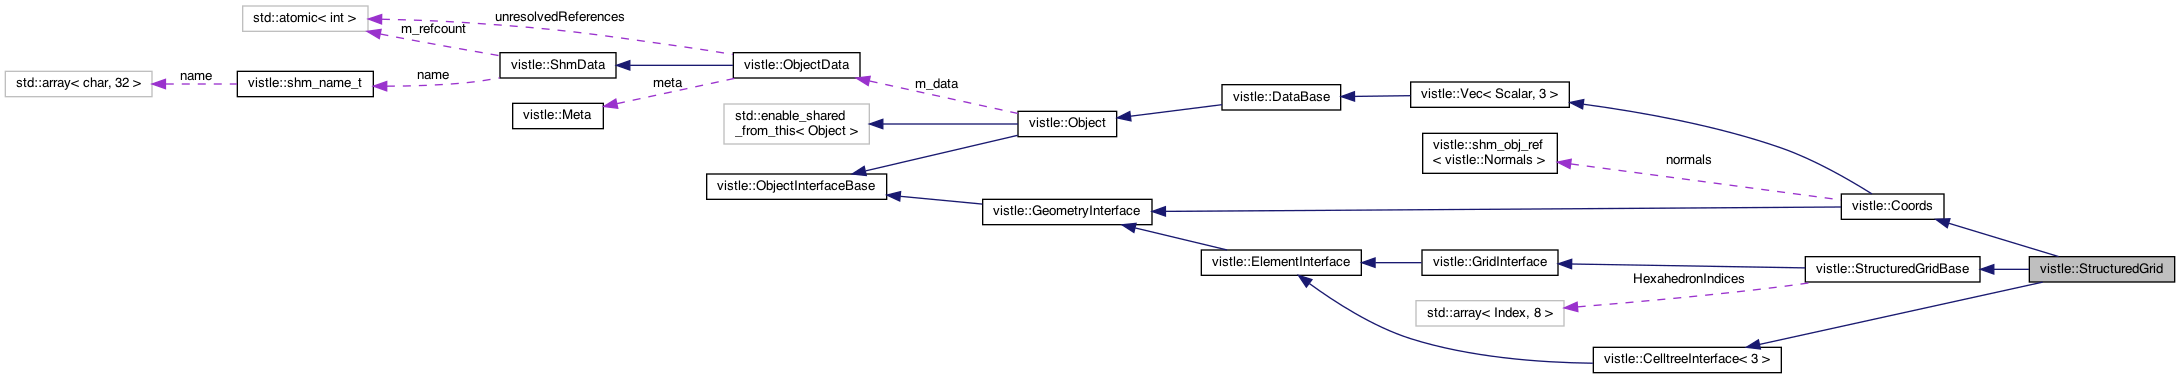 std::atomic< int >
unresolvedReferences
m_refcount
vistle::ShmData
vistle::ObjectData
std::array< char, 32 >
name
vistle::shm_name_t
name
meta
vistle::Meta
m_data
std::enable_shared
_from_this< Object >
vistle::Object
vistle::DataBase
vistle::Vec< Scalar, 3 >
vistle::shm_obj_ref
< vistle::Normals >
normals
vistle::ObjectInterfaceBase
vistle::GeometryInterface
vistle::Coords
vistle::ElementInterface
vistle::GridInterface
vistle::StructuredGridBase
vistle::StructuredGrid
HexahedronIndices
std::array< Index, 8 >
vistle::CelltreeInterface< 3 >